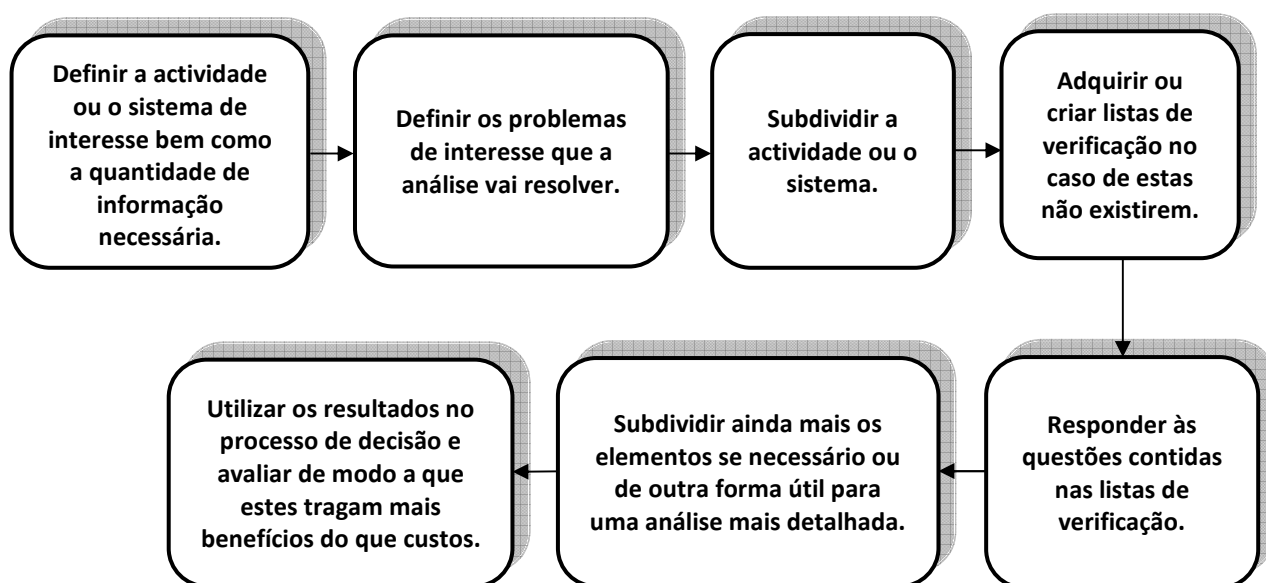 Definir a actividade
ou o sistema de
interesse bem como
a quantidade de
informação
necessária.
Definir os problemas
de interesse que a
análise vai resolver.
Subdividir a
actividade ou o
sistema.
Adquirir ou
criar listas de
verificação no
caso de estas
não existirem.
Responder às
questões contidas
nas listas de
verificação.
Subdividir ainda mais os
elementos se necessário ou
de outra forma útil para
uma análise mais detalhada.
Utilizar os resultados no
processo de decisão e
avaliar de modo a que
estes tragam mais
benefícios do que custos.